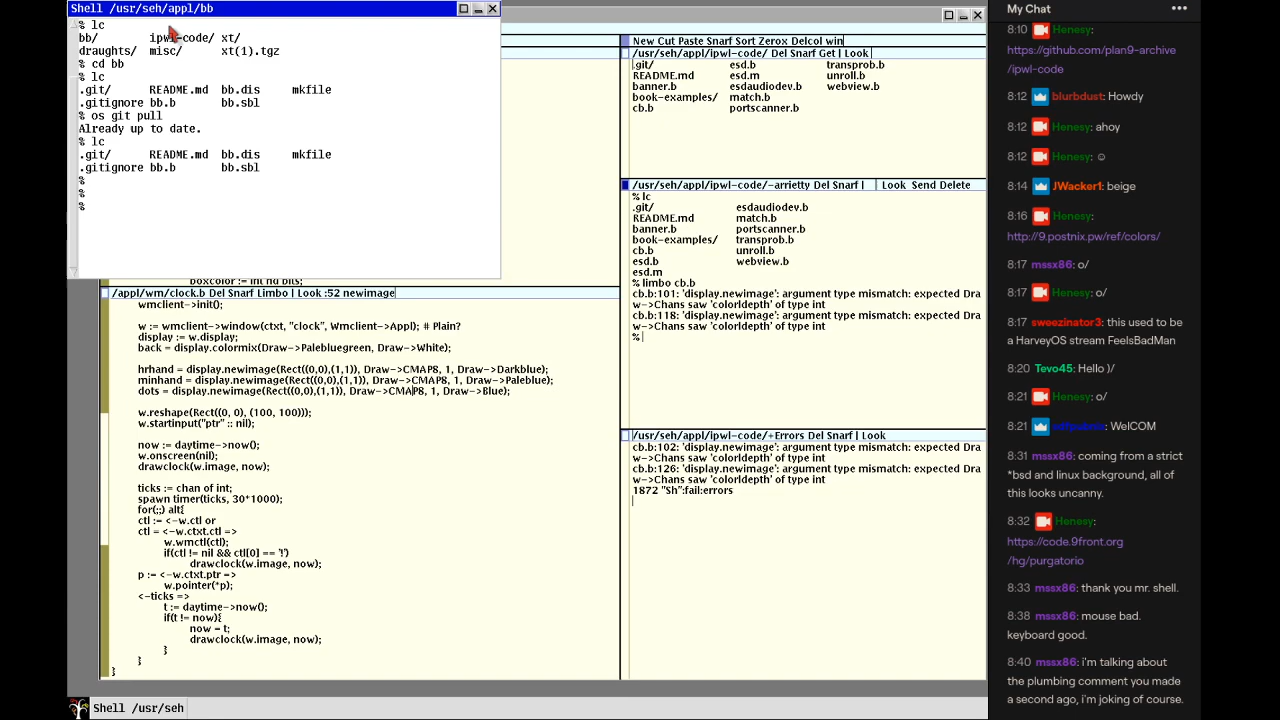 Shell /usr/seh/appl/bb
% lc
bb/ ipwl-code/ xt/
draughts/ misc/ xt(1).tgz
% cd bb
% lc
.git/ README.md bb.dis mkfile
.gitignore bb.b bb.sbl
% os git pull
Already up to date.
% lc
.git/ README.md bb.dis mkfile
.gitignore bb.b bb.sbl
%
%
%
boxcolor := int hd bits;
/appl/wm/clock.b Del Snarf Limbo | Look :52 newimage
wmclient->init();
w := wmclient->window(ctxt, "clock", Wmclient->Appl); # Plain?
display := w.display;
back = display.colormix(Draw->Palebluegreen, Draw->White);
hrhand = display.newimage(Rect((0,0),(1,1)), Draw->CMAP8, 1, Draw->Darkblue);
minhand = display.newimage(Rect((0,0),(1,1)), Draw->CMAP8, 1, Draw->Paleblue);
dots = display.newimage(Rect((0,0),(1,1)), Draw->CMAP8, 1, Draw->Blue);
w.reshape(Rect((0, 0), (100, 100)));
w.startinput("ptr" :: nil);
now := daytime->now();
w.onscreen(nil);
drawclock(w.image, now);
ticks := chan of int;
spawn timer(ticks, 30*1000);
for(;;) alt{
ctl := <-w.ctl or
ctl = <-w.ctxt.ctl =>
w.wmctl(ctl);
if(ctl != nil && ctl[0] == '!')
drawclock(w.image, now);
p := <-w.ctxt.ptr =>
w.pointer(*p);
<-ticks =>
t := daytime->now();
if(t != now){
now = t;
drawclock(w.image, now);
}
}
}
New Cut Paste Snarf Sort Zerox Delcol win
/usr/seh/appl/ipwl-code/ Del Snarf Get | Look
.git/ esd.b transprob.b
README.md esd.m unroll.b
banner.b esdaudiodev.b webview.b
book-examples/ match.b
cb.b portscanner.b
/usr/seh/appl/ipwl-code/-arrietty Del Snarf | | Look Send Delete
% lc
.git/ esdaudiodev.b
README.md match.b
banner.b portscanner.b
book-examples/ transprob.b
cb.b unroll.b
esd.b webview.b
esd.m
% limbo cb.b
cb.b:101: 'display.newimage': argument type mismatch: expected Dra
w->Chans saw 'colorldepth' of type int
cb.b:118: 'display.newimage': argument type mismatch: expected Dra
w->Chans saw 'colorldepth' of type int
%
/usr/seh/appl/ipwl-code/+Errors Del Snarf | Look
cb.b:102: 'display.newimage': argument type mismatch: expected Dra
w->Chans saw 'colorldepth' of type int
cb.b:126: 'display.newimage': argument type mismatch: expected Dra
w->Chans saw 'colorldepth' of type int
1872 "Sh":fail:errors
Shell /usr/seh
My Chat •••
8:10 Henesy:
https://github.com/plan9-archive
/ipwl-code
8:12 blurbdust: Howdy
8:12 Henesy: ahoy
8:12 Henesy: ☺
8:14 JWacker1: beige
8:16 Henesy:
http://9.postnix.pw/ref/colors/
8:17 mssx86: o/
8:17 Henesy: o/
8:17 sweezinator3: this used to be
a HarveyOS stream FeelsBadMan
8:20 Tevo45: Hello )/
8:21 Henesy: o/
8:21 WelCOM
8:31 mssx86: coming from a strict
*bsd and linux background, all of
this looks uncanny.
8:32 Henesy:
https://code.9front.org
/hg/purgatorio
8:33 mssx86: thank you mr. shell.
8:38 mssx86: mouse bad.
keyboard good.
8:40 mssx86: i'm talking about
the plumbing comment you made
a second ago, i'm joking of course.